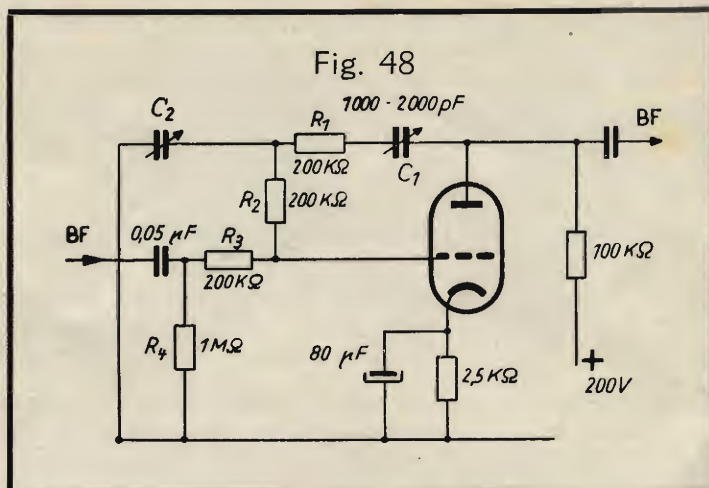 Fig. 48
1000-2000pF
C2
R1
C1
BF
200KΩ
R2
200KΩ
BF
0,05 µF
R3
200KΩ
100KΩ
R4
1MΩ
80 µF
2,5KΩ
+
200V